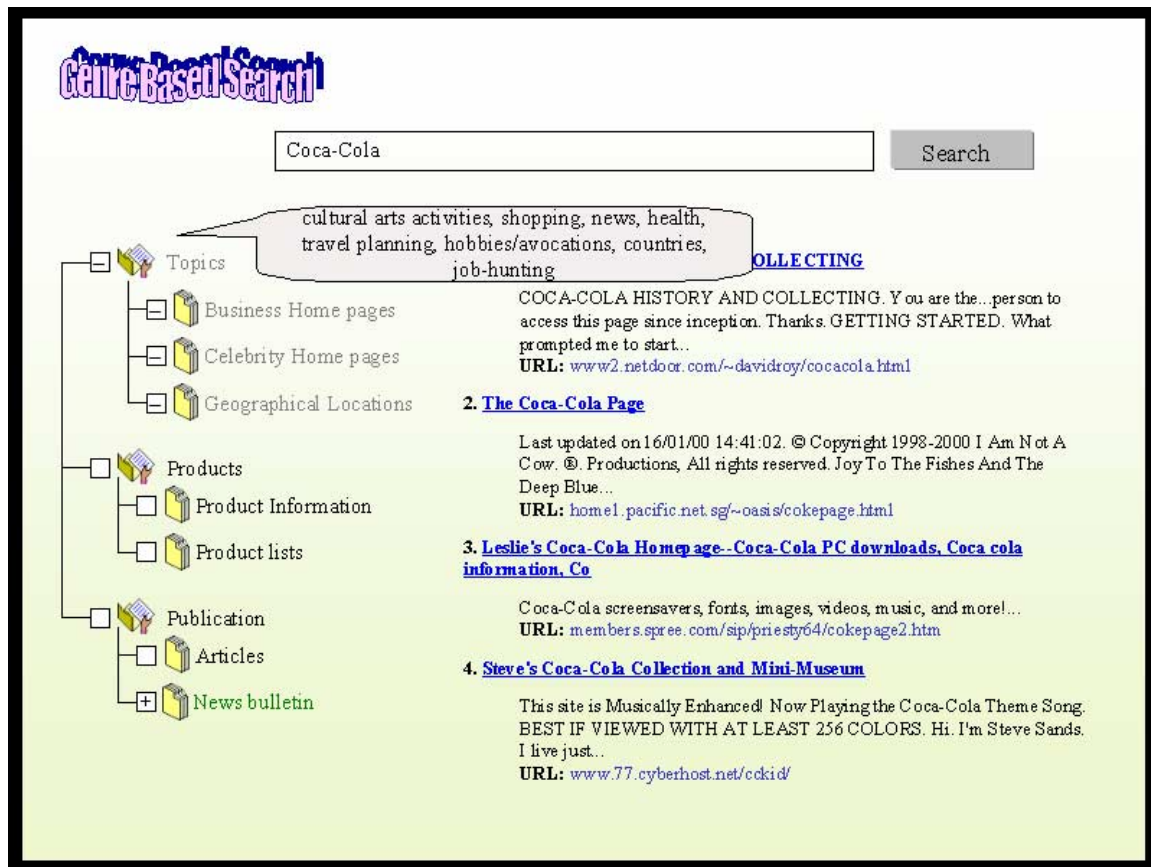 Genre Based Search
Coca-Cola
Search
cultural arts activities, shopping, news, health,
travel planning, hobbies/avocations, countries,
job-hunting
Topics
Business Home pages
Celebrity Home pages
Geographical Locations
Products
Product Information
Product lists
Publication
Articles
News bulletin
OLLECTING
COCA-COLA HISTORY AND COLLECTING. You are the...person to
access this page since inception. Thanks. GETTING STARTED. What
prompted me to start...
URL: www2.netdoor.com/~davidroy/cocacola.html
2. The Coca-Cola Page
Last updated on 16/01/00 14:41:02. © Copyright 1998-2000 I Am Not A
Cow. ®. Productions, All rights reserved. Joy To The Fishes And The
Deep Blue...
URL: home1.pacific.net.sg/~oasis/cokepage.html
3. Leslie's Coca-Cola Homepage--Coca-Cola PC downloads, Coca cola
information, Co
Coca-Cola screensavers, fonts, images, videos, music, and more!...
URL: members.spree.com/sip/priesty64/cokepage2.htm
4. Steve's Coca-Cola Collection and Mini-Museum
This site is Musically Enhanced! Now Playing the Coca-Cola Theme Song.
BEST IF VIEWED WITH AT LEAST 256 COLORS. Hi. I'm Steve Sands.
I live just...
URL: www.77.cyberhost.net/cckid/